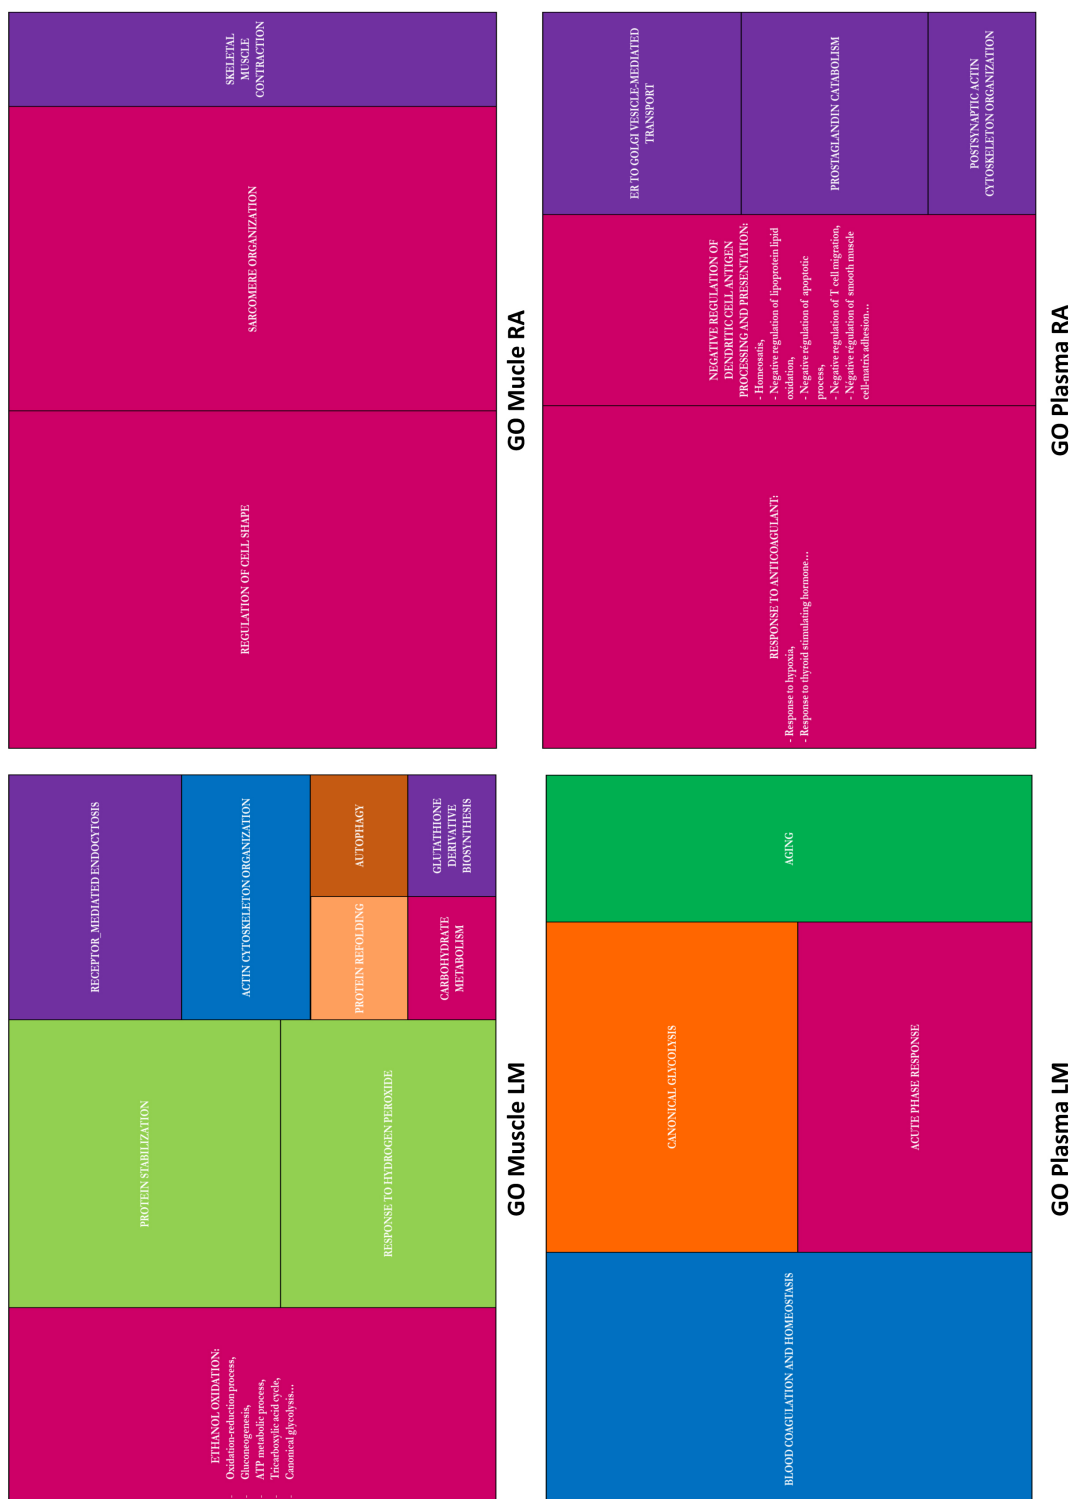 ETHANOL OXIDATION:
- Oxidation-reduction process,
- Gluconeogenesis,
- ATP metabolic process,
- Tricarboxylic acid cycle,
- Canonical glycolysis...
PROTEIN STABILIZATION
RESPONSE TO HYDROGEN PEROXIDE
RECEPTOR_MEDIATED ENDOCYTOSIS
ACTIN CYTOSKELETON ORGANIZATION
PROTEIN REFOLDING
AUTOPHAGY
CARBOHYDRATE
METABOLISM
GLUTATHIONE
DERIVATIVE
BIOSYNTHESIS
GO Muscle LM
REGULATION OF CELL SHAPE
SARCOMERE ORGANIZATION
SKELETAL
MUSCLE
CONTRACTION
GO Mucle RA
BLOOD COAGULATION AND HOMEOSTASIS
CANONICAL GLYCOLYSIS
ACUTE PHASE RESPONSE
AGING
GO Plasma LM
RESPONSE TO ANTICOAGULANT:
- Response to hypoxia,
- Response to thyroid stimulating hormone...
NEGATIVE REGULATION OF
DENDRITIC CELL ANTIGEN
PROCESSING AND PRESENTATION:
- Homeosatis,
- Negative regulation of lipoprotein lipid
oxidation,
- Negative régulation of apoptotic
process,
- Negative regulation of T cell migration,
- Négative régulation of smooth muscle
cell-matrix adhesion...
ER TO GOLGI VESICLE-MEDIATED
TRANSPORT
PROSTAGLANDIN CATABOLISM
POSTSYNAPTIC ACTIN
CYTOSKELETON ORGANIZATION
GO Plasma RA